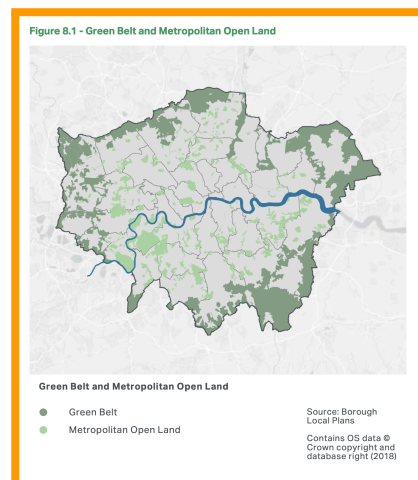 Figure 8.1 - Green Belt and Metropolitan Open Land
Green Belt and Metropolitan Open Land
Green Belt
Metropolitan Open Land
Source: Borough
Local Plans
Contains OS data ©
Crown copyright and
database right (2018)